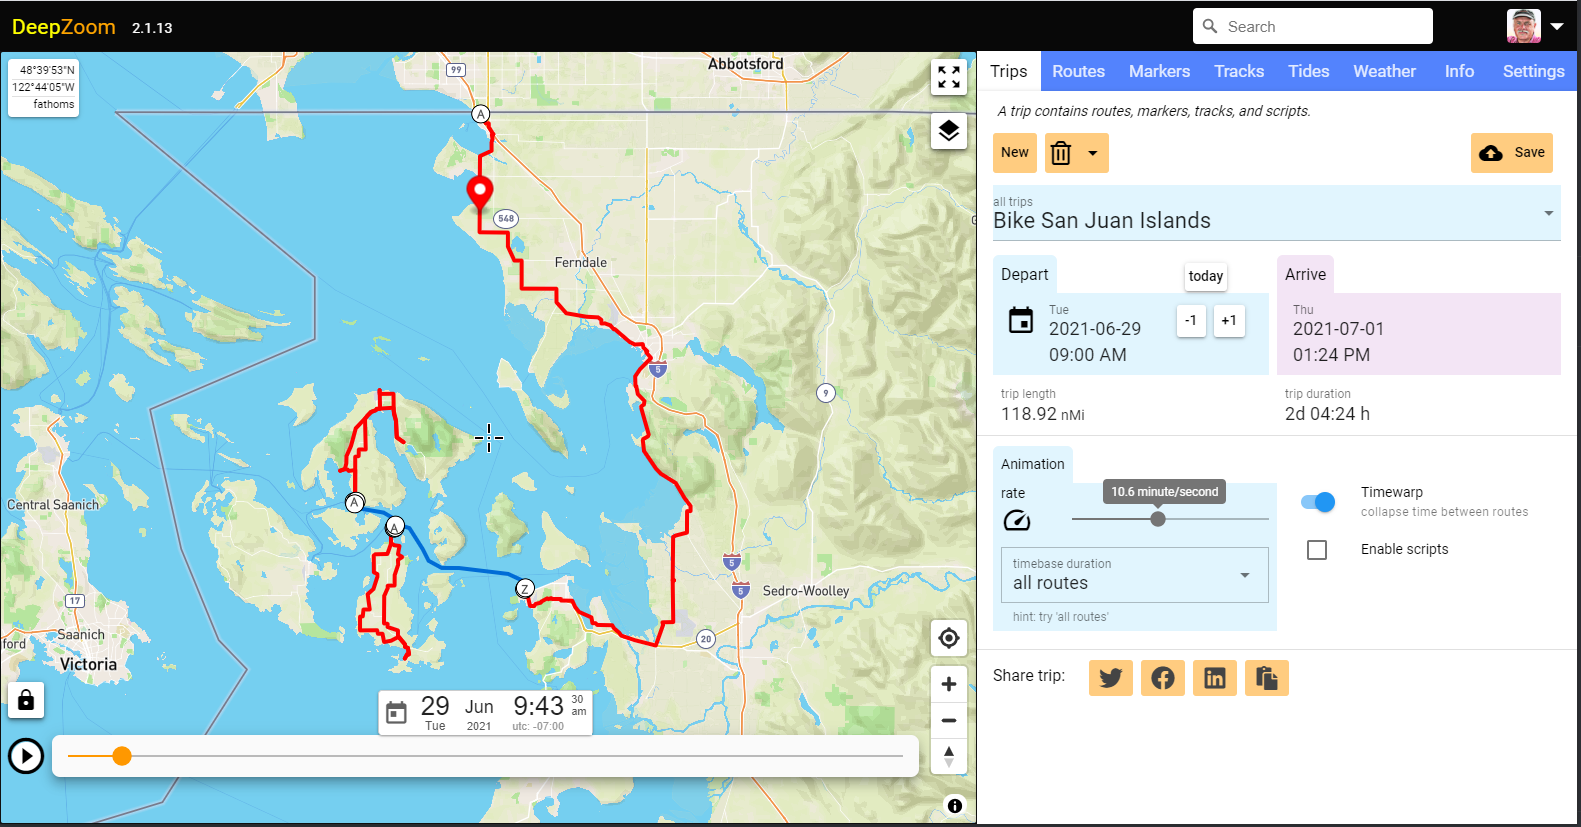 DeepZoom 2.1.13
Search
48°39'53"N
122°44'05"W
fathoms
Abbotsford
99
A
548
Ferndale
5
9
Central Saanich
A
A
Z
5
5
Sedro-Woolley
17
Saanich
ford
Victoria
20
29 Jun 9:43 30 am
Tue 2021 utc: -07:00
Trips Routes Markers Tracks Tides Weather Info Settings
A trip contains routes, markers, tracks, and scripts.
New
Save
all trips
Bike San Juan Islands
Depart
today
Arrive
Tue
2021-06-29
09:00 AM
-1 +1
Thu
2021-07-01
01:24 PM
trip length
118.92 nMi
trip duration
2d 04:24 h
Animation
rate
10.6 minute/second
Timewarp
collapse time between routes
timebase duration
all routes
Enable scripts
hint: try 'all routes'
Share trip: